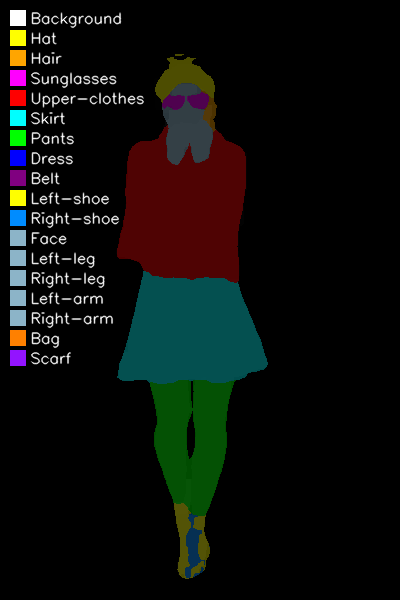 Background
Hat
Hair
Sunglasses
Upper-clothes
Skirt
Pants
Dress
Belt
Left-shoe
Right-shoe
Face
Left-leg
Right-leg
Left-arm
Right-arm
Bag
Scarf